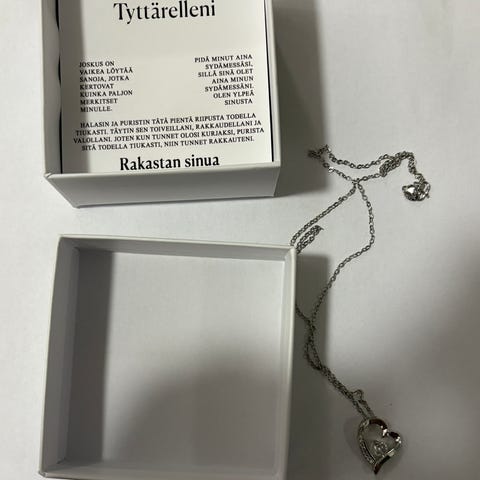 Tyttärelleni
JOSKUS ON
VAIKEA LÖYTÄÄ
SANOJA, JOTKA
KERTOVAT
KUINKA PALJON
MERKITSET
MINULLE.
PIDÄ MINUT AINA
SYDÄMESSÄSI,
SILLÄ SINÄ OLET
AINA MINUN
SYDÄMESSÄNI.
OLEN YLPEÄ
SINUSTA
HALASIN JA PURISTIN TÄTÄ PIENTÄ RIIPUSTA TODELLA
TIUKASTI. TÄYTIN SEN TOIVEILLANI, RAKKAUDELLANI JA
VALOLLANI. JOTEN KUN TUNNET OLOSI KURJAKSI, PURISTA
SITÄ TODELLA TIUKASTI, NIIN TUNNET RAKKAUTENI.
Rakastan sinua